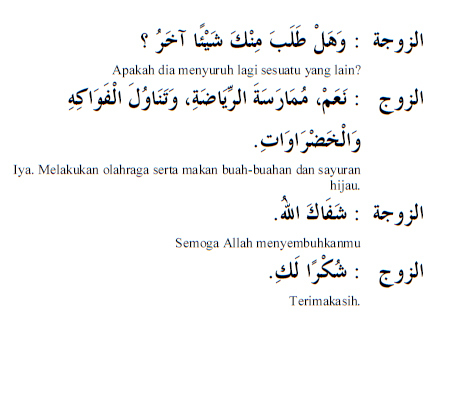 الزوجة : وَهَلْ طَلَبَ مِنْكَ شَيْئًا آخَرُ ؟
Apakah dia menyuruh lagi sesuatu yang lain?
الزوج : نَعَمْ، مُمَارَسَةَ الرِّيَاضَةِ، وَتَنَاوُلَ الْفَوَاكِهِ
وَالْخَضْرَاوَاتِ.
Iya. Melakukan olahraga serta makan buah-buahan dan sayuran
hijau.
الزوجة : شَفَاكَ اللهُ.
Semoga Allah menyembuhkanmu
الزوج : شُكْرًا لَكِ.
Terimakasih.